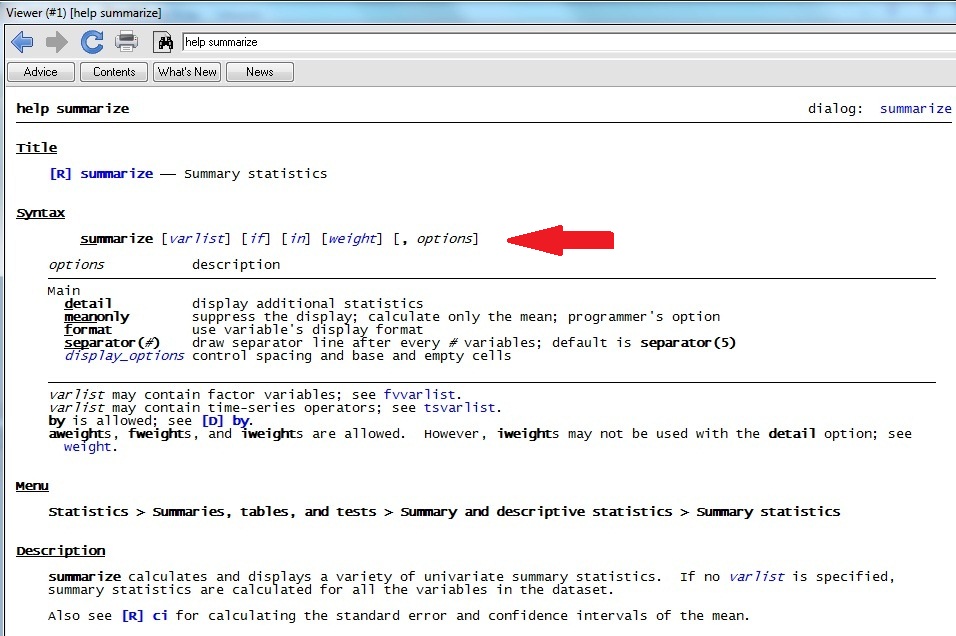 Viewer (#1) [help summarize]
help summarize
Advice Contents What's New News
help summarize dialog: summarize
Title
[R] summarize — Summary statistics
Syntax
summarize [varlist] [if] [in] [weight] [, options]
options description
Main
detail display additional statistics
meanonly suppress the display; calculate only the mean; programmer's option
format use variable's display format
separator(#) draw separator line after every # variables; default is separator(5)
display_options control spacing and base and empty cells
varlist may contain factor variables; see fvvarlist.
varlist may contain time-series operators; see tsvarlist.
by is allowed; see [D] by.
aweights, fweights, and iweights are allowed. However, iweights may not be used with the detail option; see
weight.
Menu
Statistics > Summaries, tables, and tests > Summary and descriptive statistics > Summary statistics
Description
summarize calculates and displays a variety of univariate summary statistics. If no varlist is specified,
summary statistics are calculated for all the variables in the dataset.
Also see [R] ci for calculating the standard error and confidence intervals of the mean.